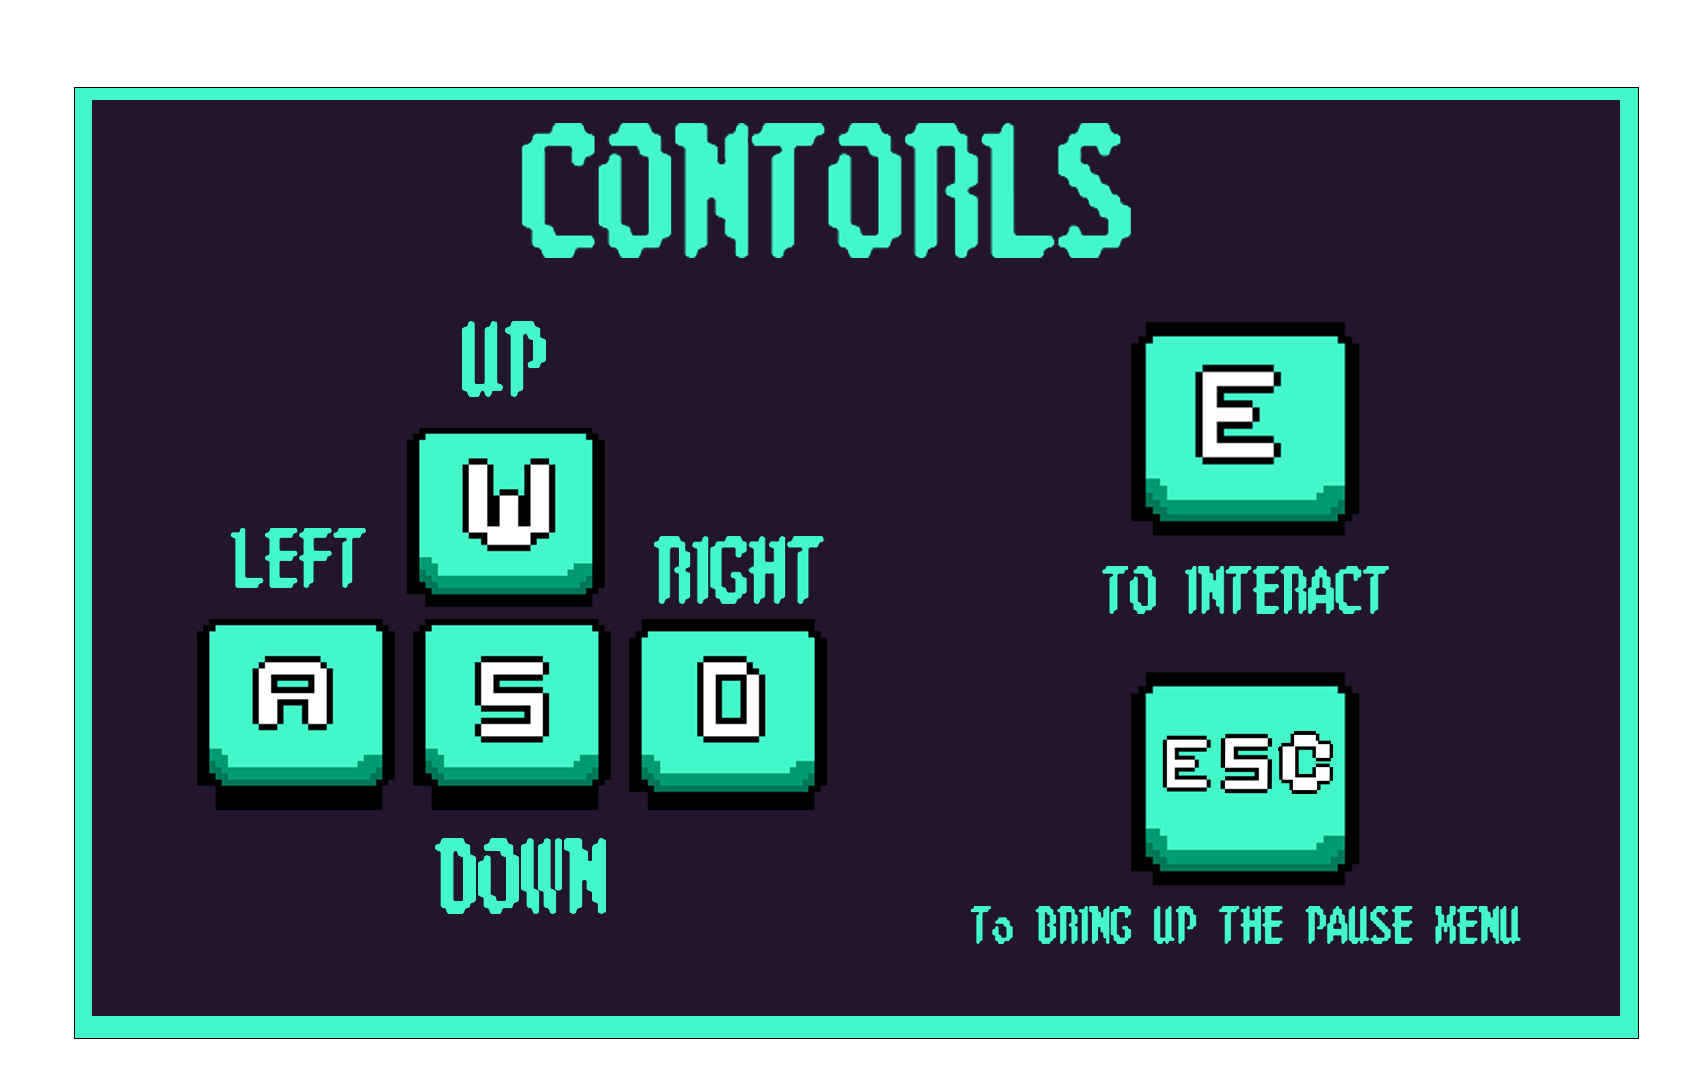 CONTORLS
UP
W
LEFT
RIGHT
A S D
DOWN
E
TO INTERACT
ESC
To BRING UP THE PAUSE MENU